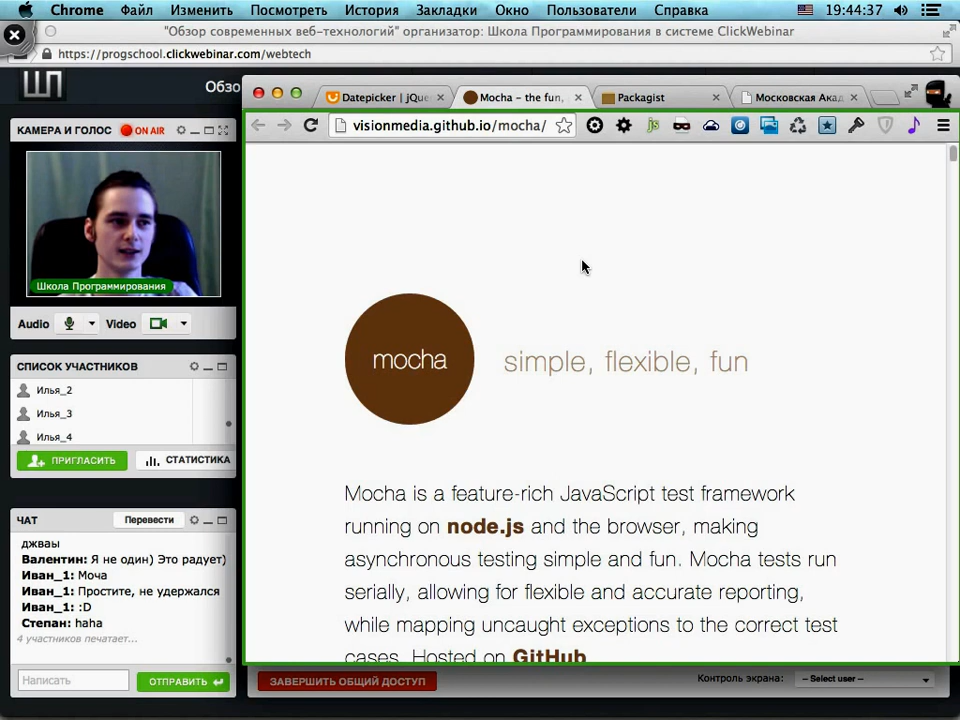 Chrome Файл Изменить Посмотреть История Закладки Окно Пользователи Справка 19:44:37
"Обзор современных веб-технологий" организатор: Школа Программирования в системе ClickWebinar
https://progschool.clickwebinar.com/webtech
ШП Обзо
Datepicker | jQue
Mocha – the fun,
Packagist
Московская Акад
visionmedia.github.io/mocha/
js
КАМЕРА И ГОЛОС ON AIR
Школа Программирования
Audio Video
СПИСОК УЧАСТНИКОВ
Илья_2
Илья_3
Илья_4
ПРИГЛАСИТЬ СТАТИСТИКА
ЧАТ Перевести
джваы
Валентин: Я не один) Это радует)
Иван_1: Моча
Иван_1: Простите, не удержался
Иван_1: :D
Степан: haha
4 участников печатает...
Написать ОТПРАВИТЬ
mocha
simple, flexible, fun
Mocha is a feature-rich JavaScript test framework
running on node.js and the browser, making
asynchronous testing simple and fun. Mocha tests run
serially, allowing for flexible and accurate reporting,
while mapping uncaught exceptions to the correct test
cases. Hosted on GitHub
ЗАВЕРШИТЬ ОБЩИЙ ДОСТУП
Контроль экрана: -- Select user --